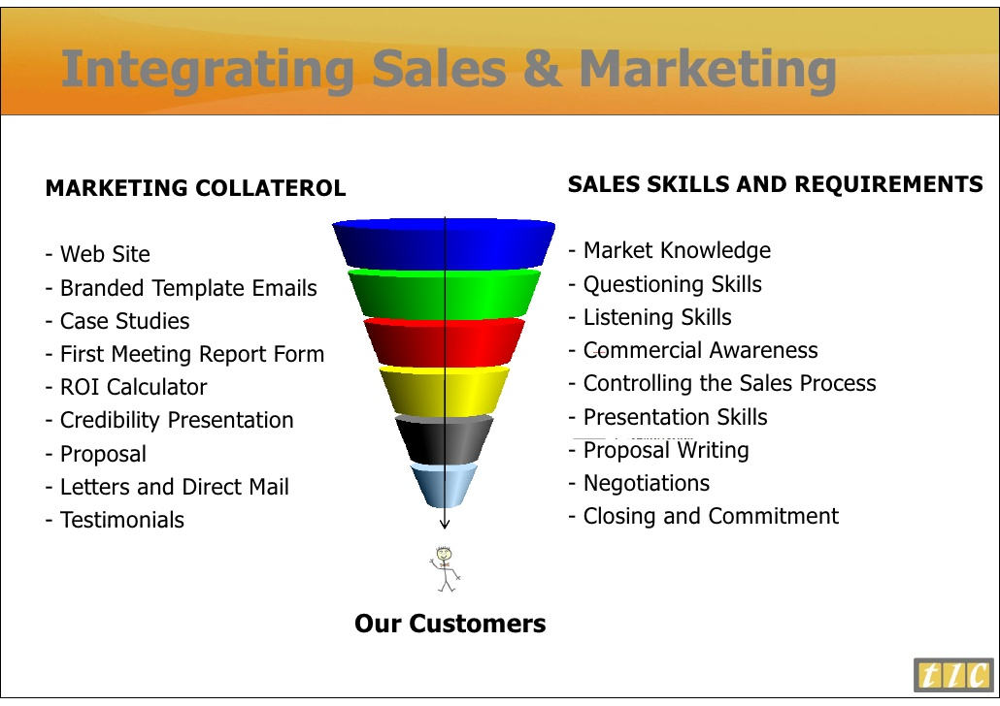 Integrating Sales & Marketing
MARKETING COLLATEROL
- Web Site
- Branded Template Emails
- Case Studies
- First Meeting Report Form
- ROI Calculator
- Credibility Presentation
- Proposal
- Letters and Direct Mail
- Testimonials
SALES SKILLS AND REQUIREMENTS
- Market Knowledge
- Questioning Skills
- Listening Skills
- Commercial Awareness
- Controlling the Sales Process
- Presentation Skills
- Proposal Writing
- Negotiations
- Closing and Commitment
Our Customers
tlc